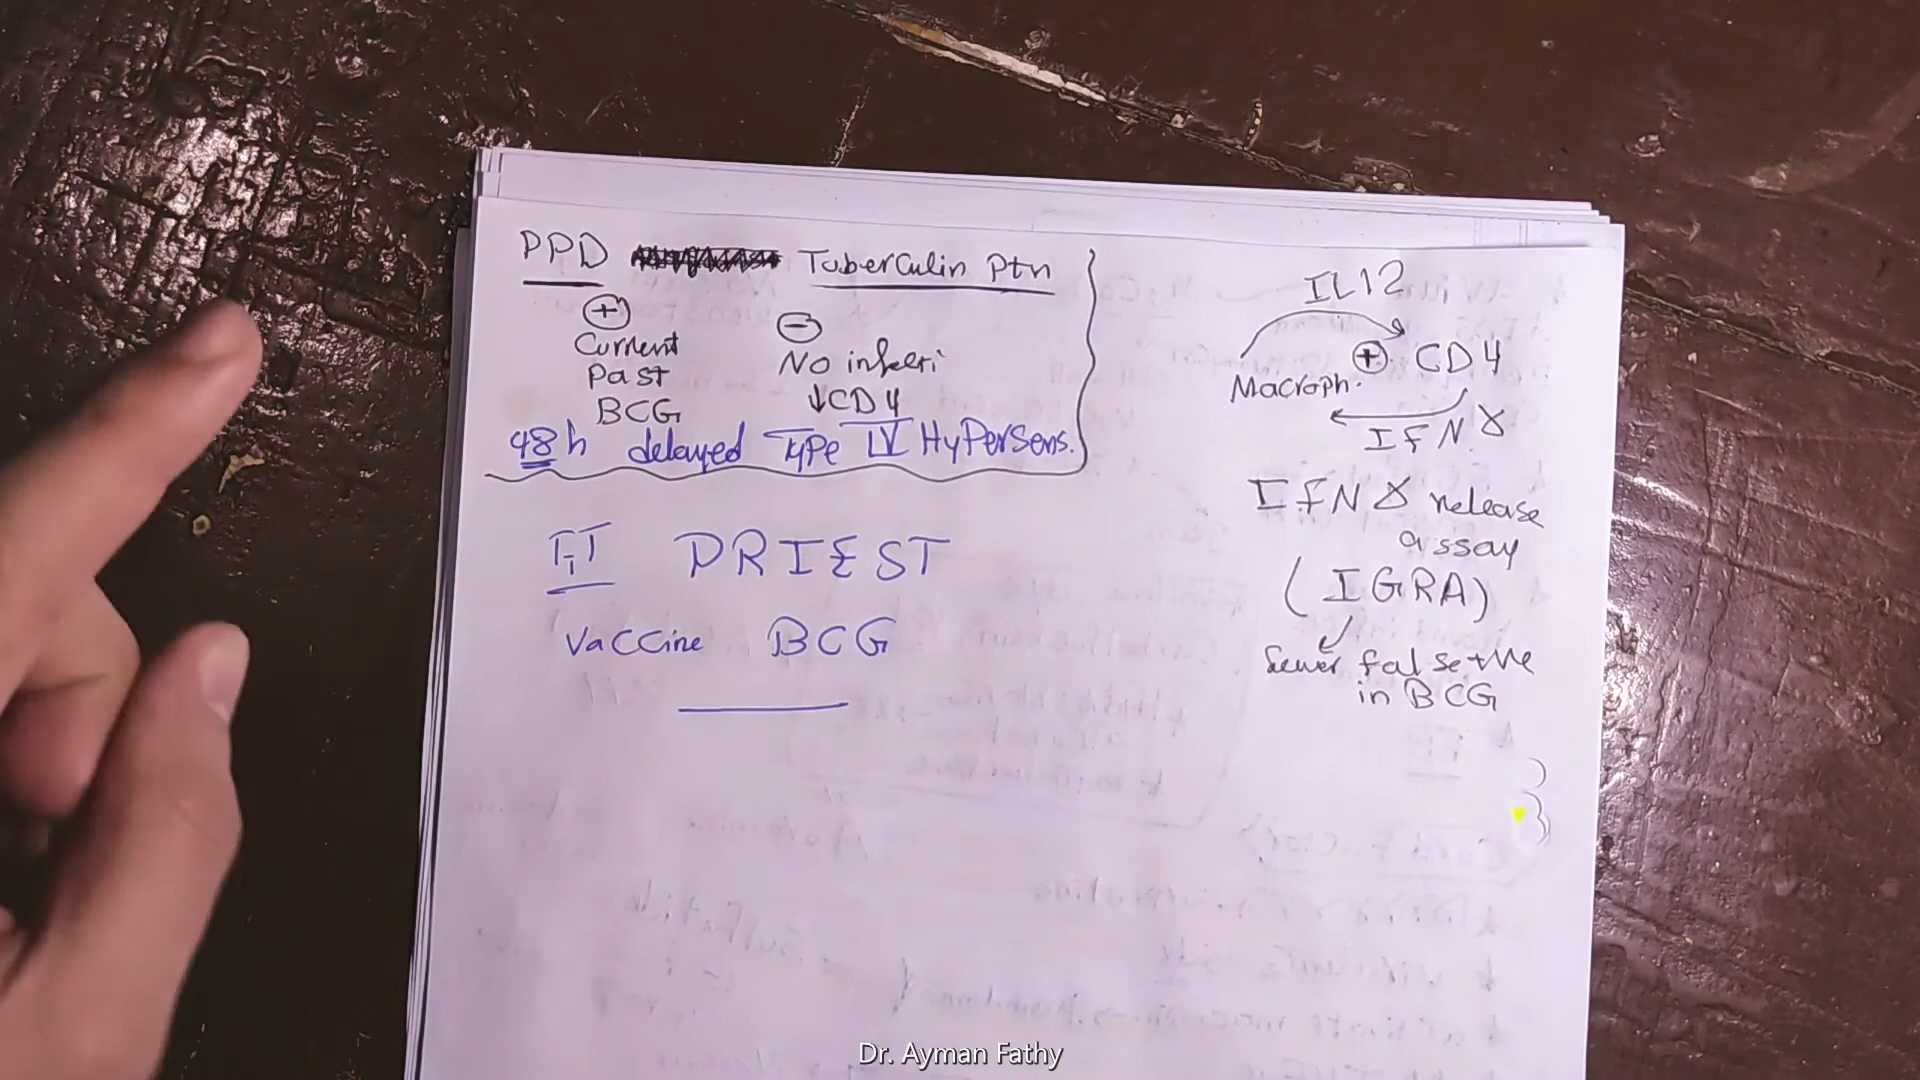 PPD Tuberculin Ptn
⊕ ⊖
Current No infecti
Past ↓CD4
BCG
48h delayed Type IV HyPerSens.
TTT PRIEST
Vaccine BCG
IL12
Macroph. ⊕ CD4
IFN γ
IFN γ release
assay
(IGRA)
fewer false +ve
in BCG
Dr. Ayman Fathy